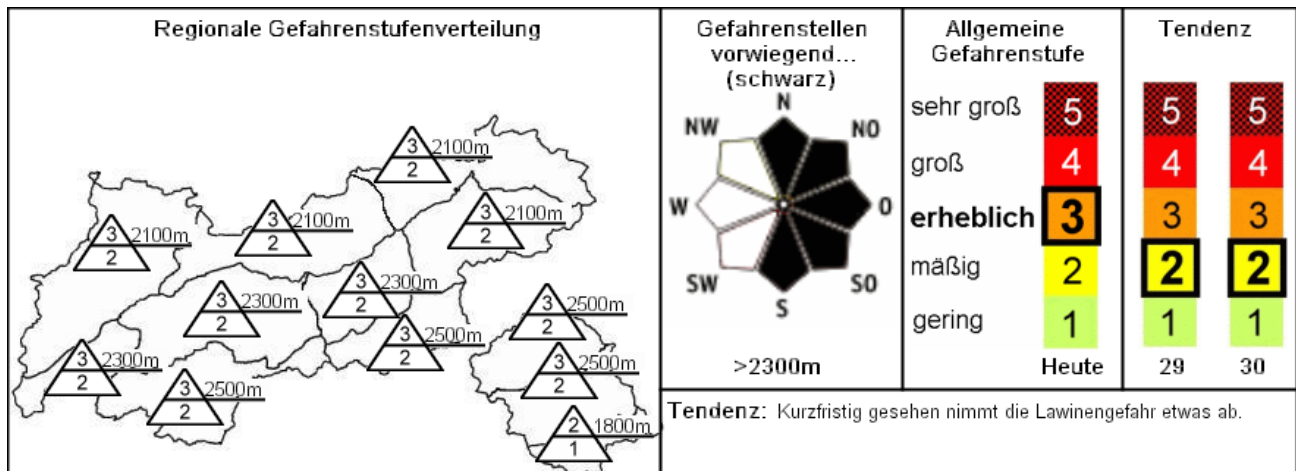 Regionale Gefahrenstufenverteilung
3 2100m
2
3 2100m
2
3 2100m
2
3 2100m
2
3 2300m
2
3 2300m
2
3 2500m
2
3 2500m
2
3 2300m
2
3 2500m
2
3 2500m
2
2 1800m
1
Gefahrenstellen
vorwiegend...
(schwarz)
N
NW NO
W O
SW SO
S
>2300m
Allgemeine
Gefahrenstufe
sehr groß 5
groß 4
erheblich 3
mäßig 2
gering 1
Heute
Tendenz
5 5
4 4
3 3
2 2
1 1
29 30
Tendenz: Kurzfristig gesehen nimmt die Lawinengefahr etwas ab.